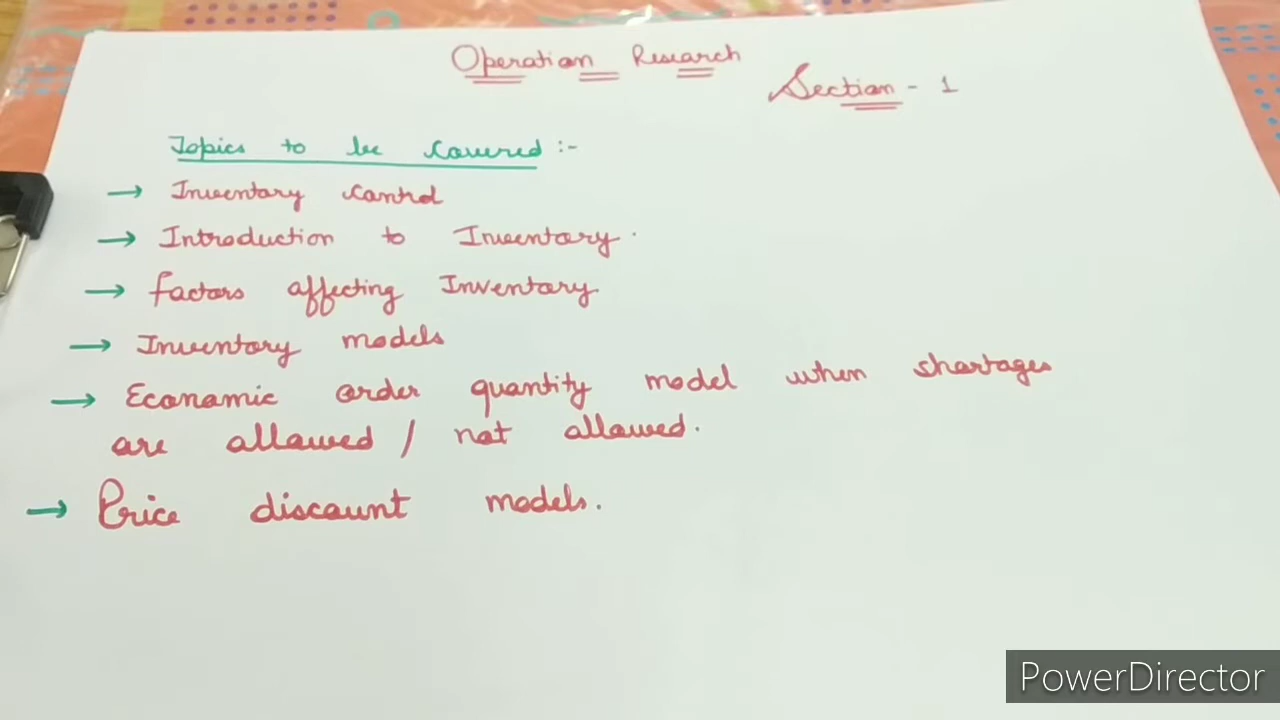 Operation Research
Section - 1
Topics to be covered :-
→ Inventory control
→ Introduction to Inventory.
→ factors affecting Inventory.
→ Inventory models
→ Economic order quantity model when shortages
are allowed / not allowed.
→ Price discount models.
PowerDirector